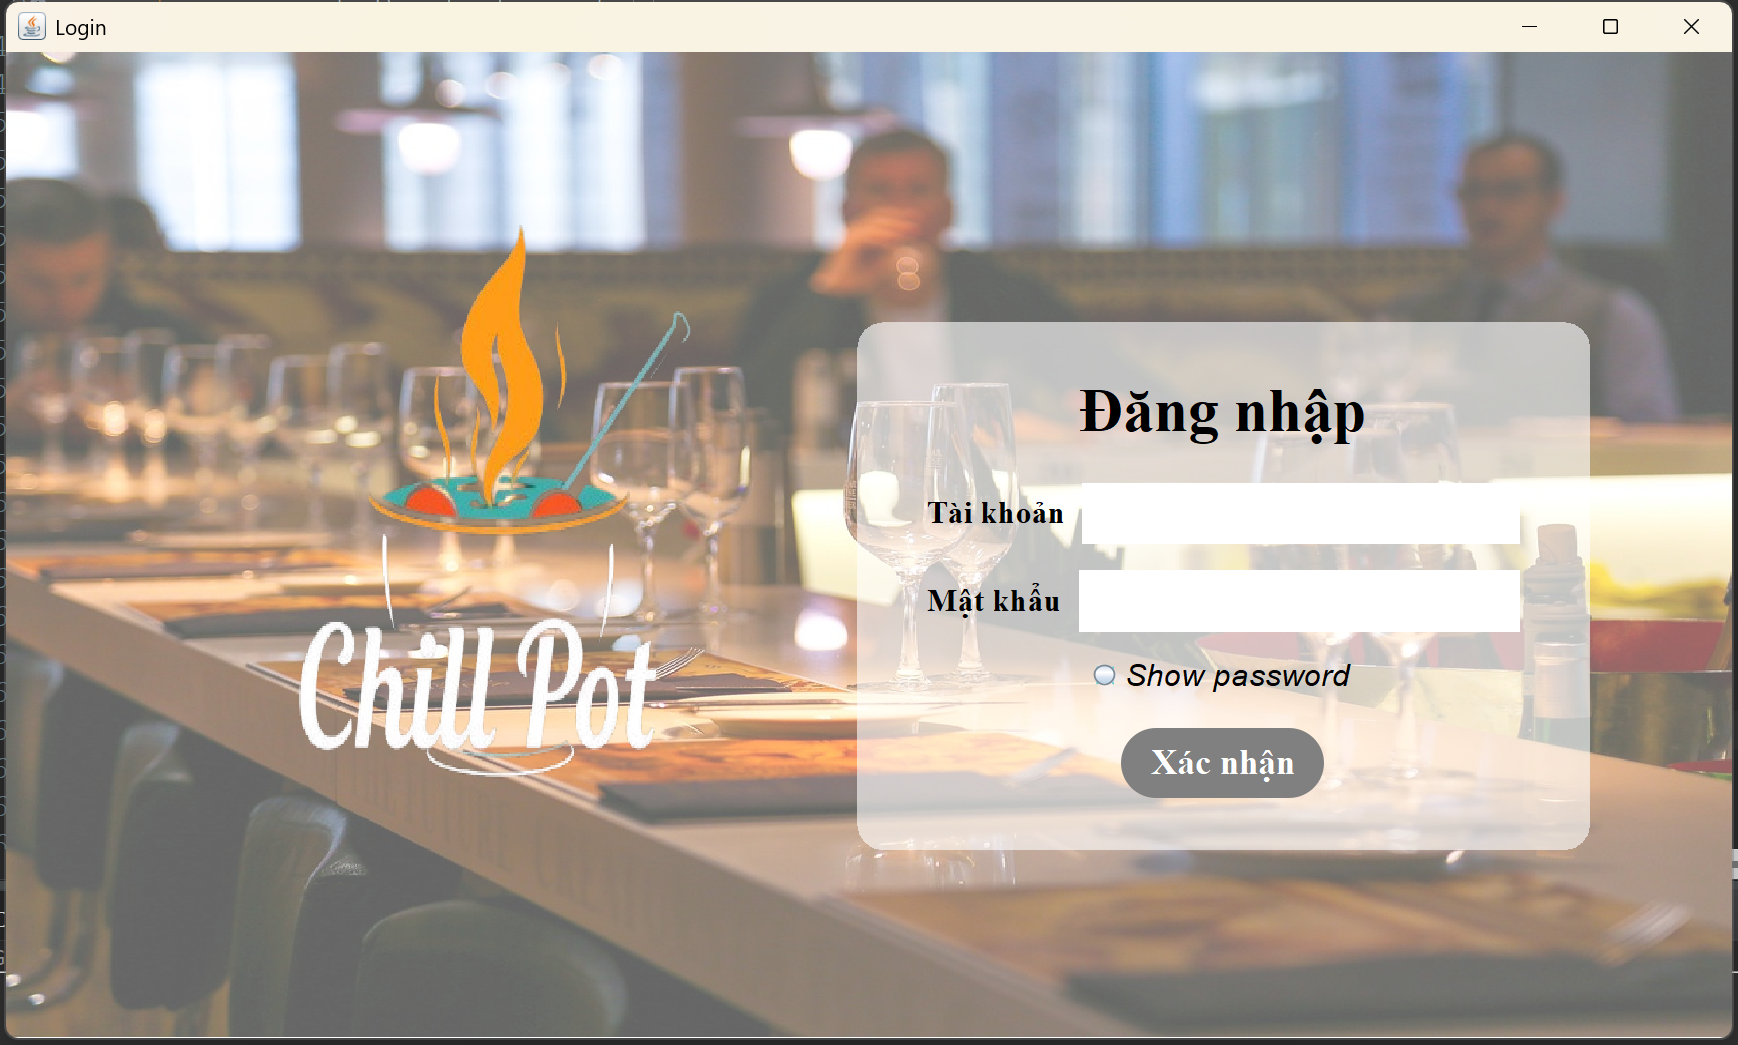 Login
Đăng nhập
Tài khoản
Mật khẩu
Show password
Xác nhận
Chill Pot